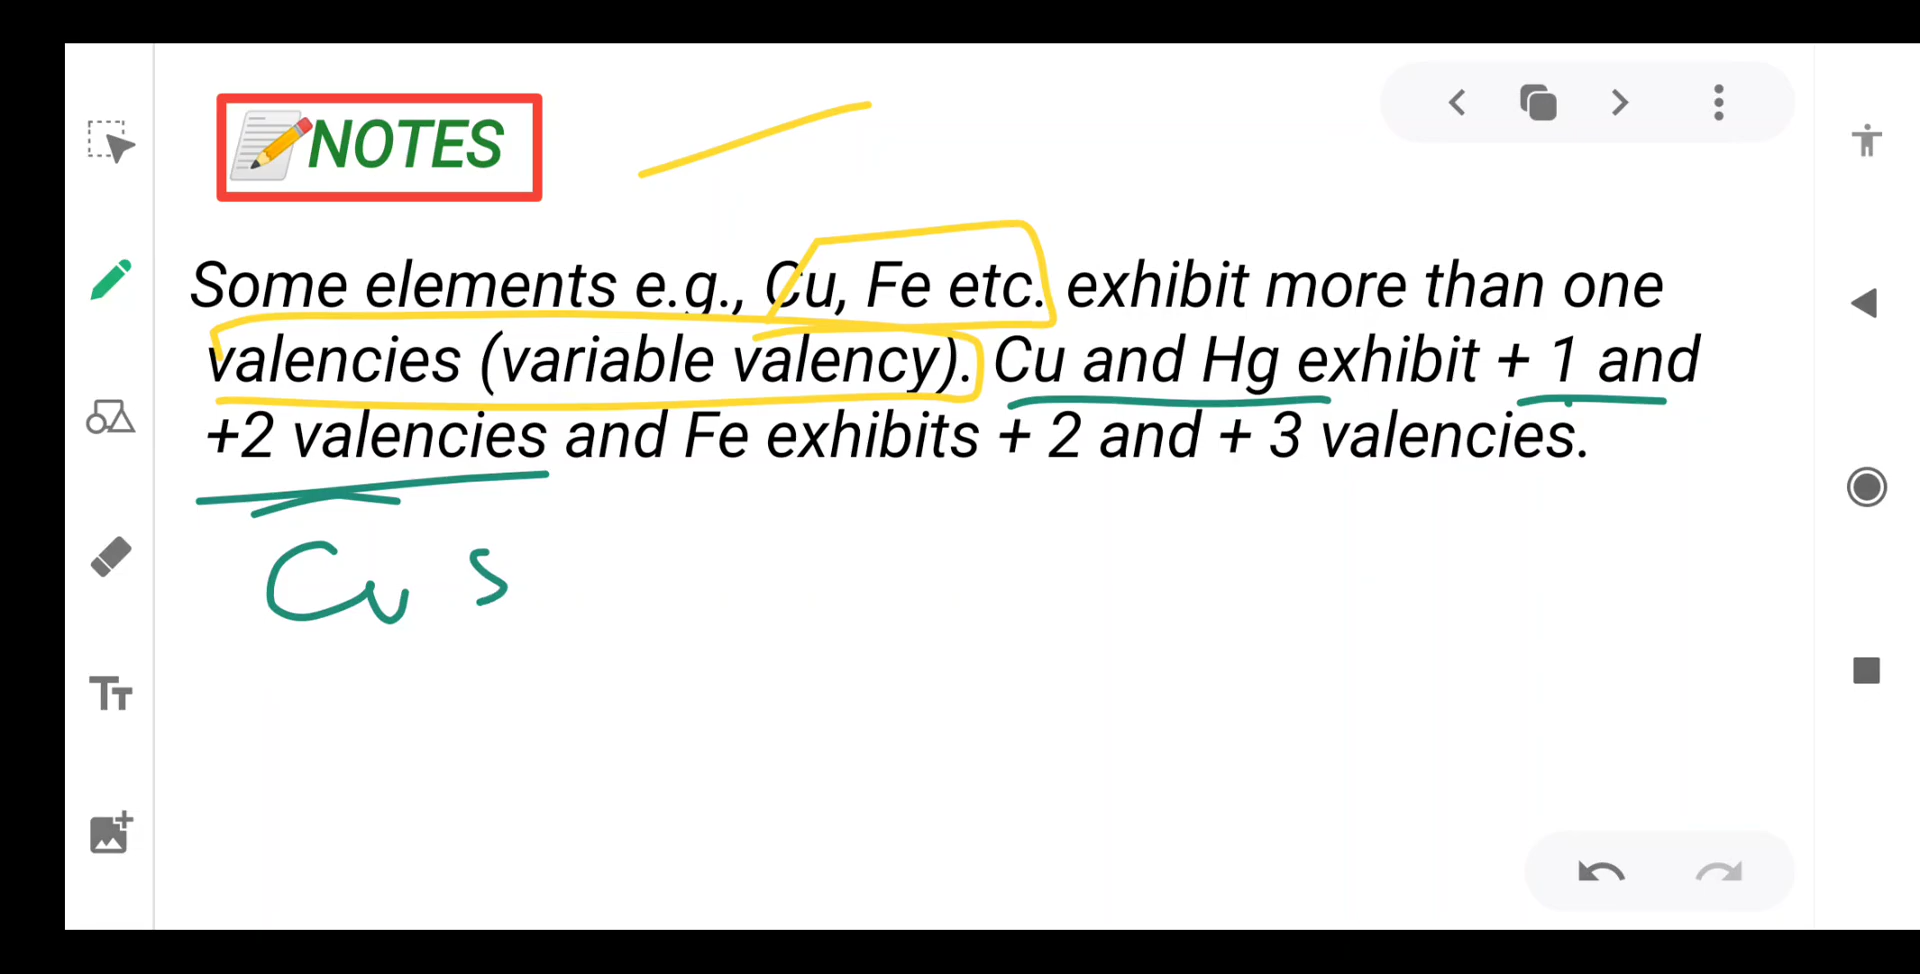 NOTES
Some elements e.g., Cu, Fe etc. exhibit more than one
valencies (variable valency). Cu and Hg exhibit + 1 and
+2 valencies and Fe exhibits + 2 and + 3 valencies.
Cu s
Tт